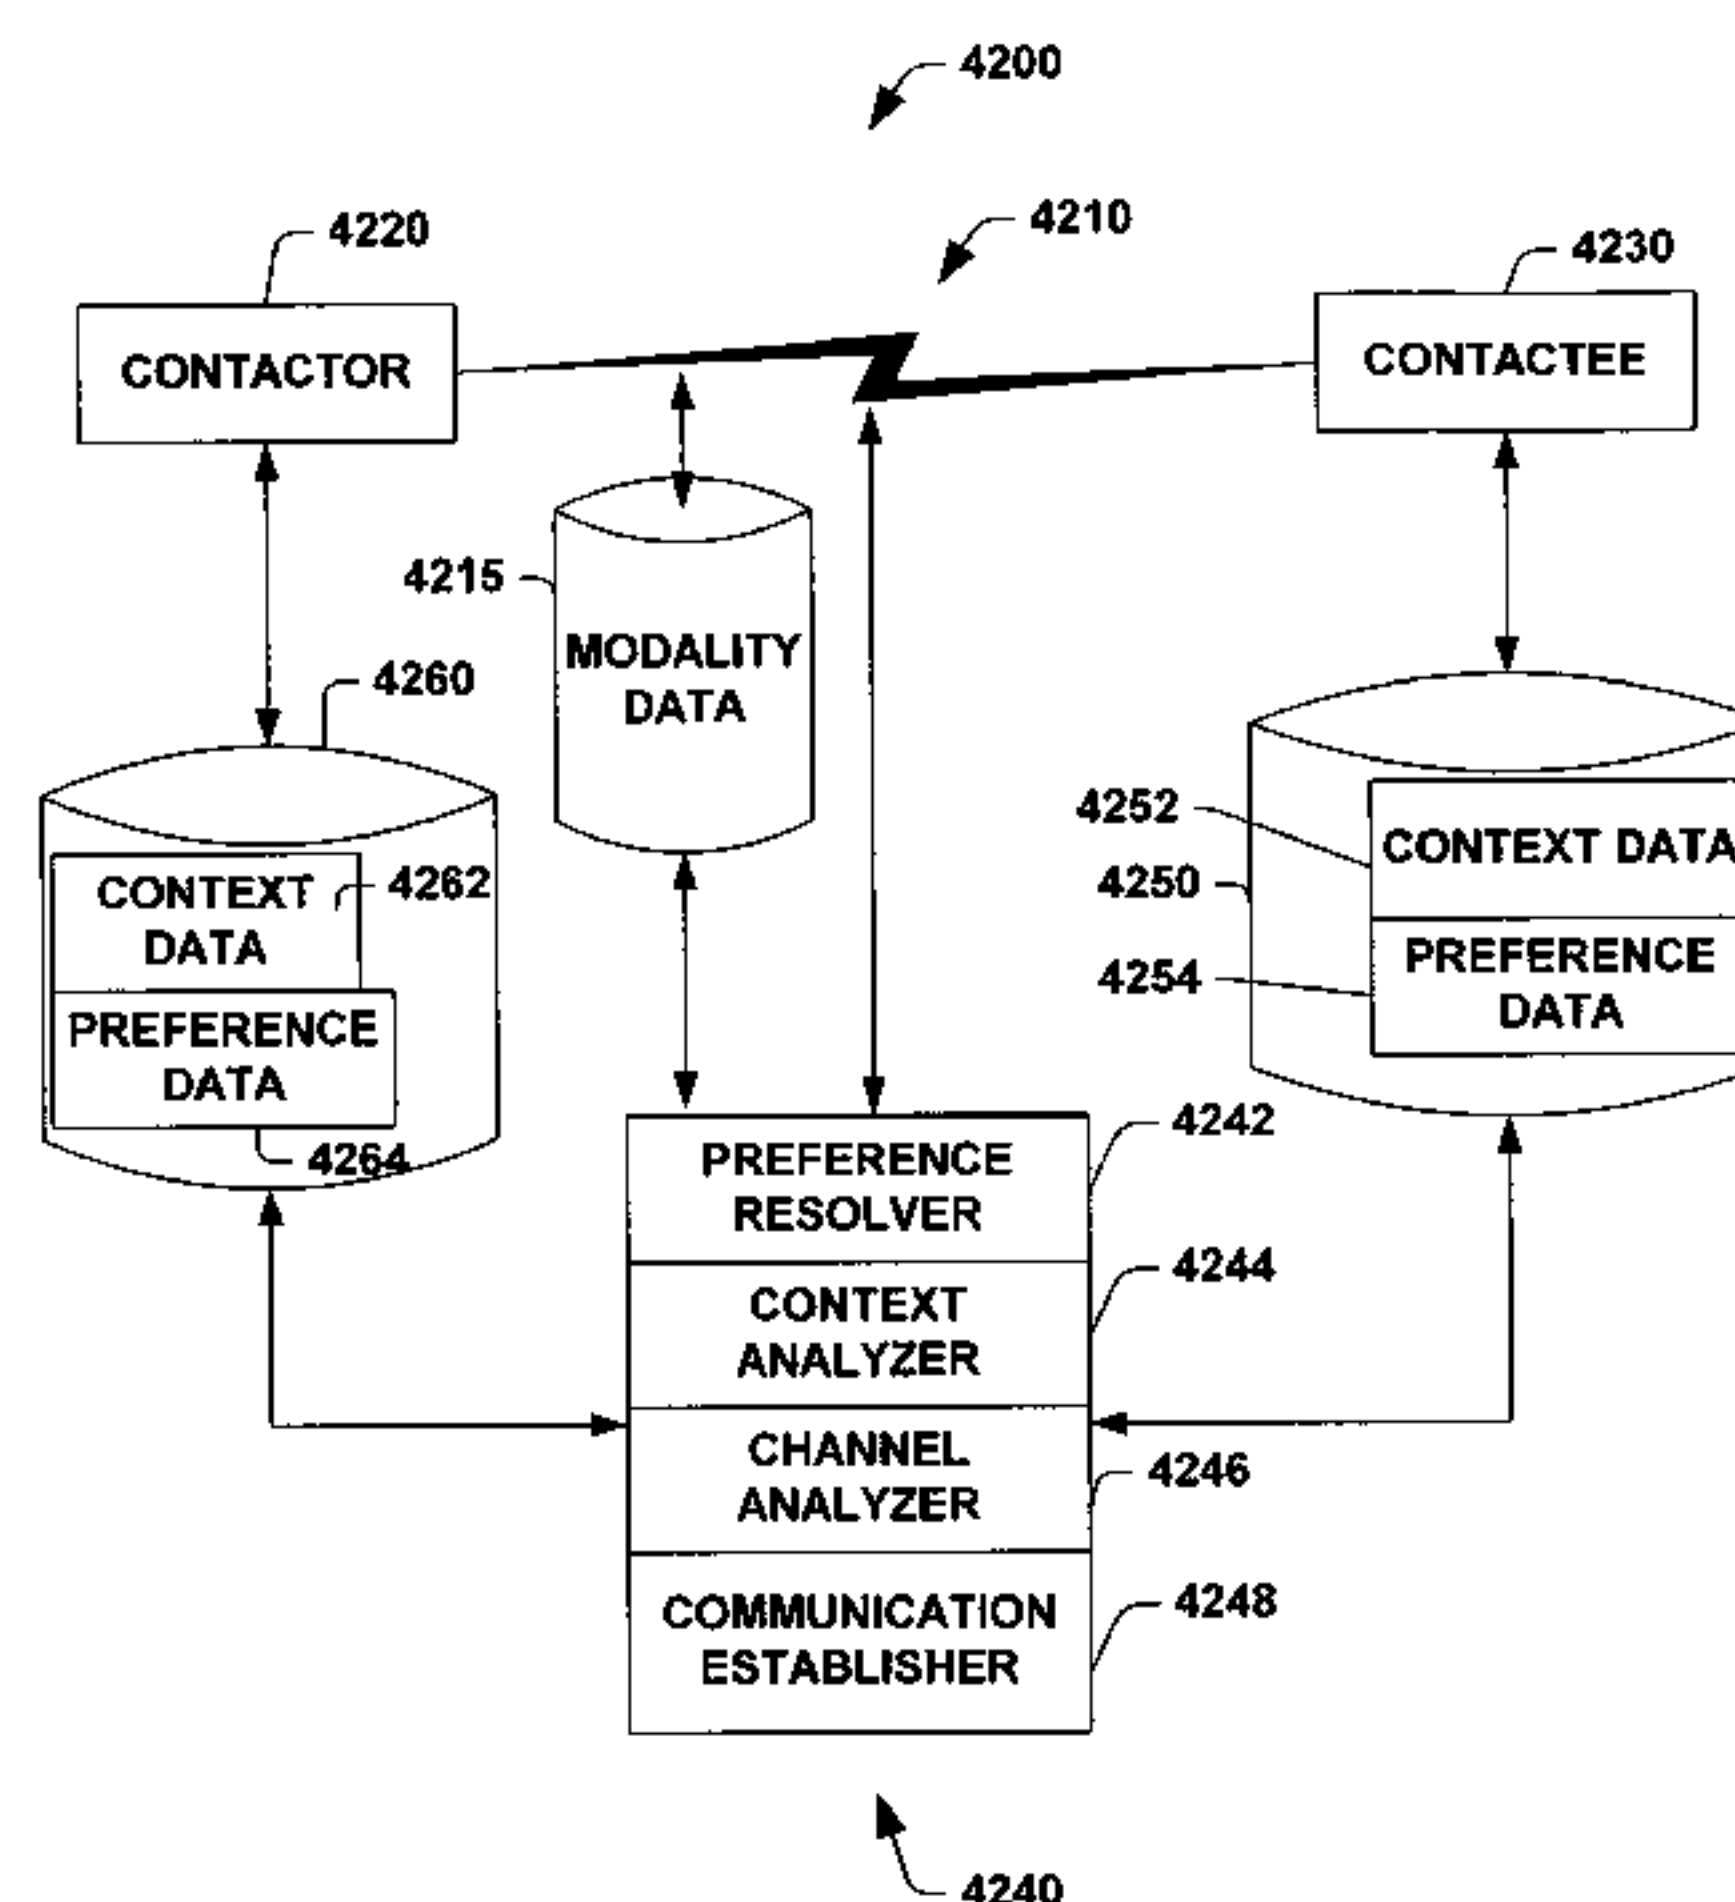 4200
4210
4220
4230
CONTACTOR
CONTACTEE
4215
MODALITY
DATA
4260
4252
CONTEXT DATA
4250
CONTEXT
DATA
4262
PREFERENCE
DATA
4254
PREFERENCE
DATA
4264
4242
PREFERENCE
RESOLVER
4244
CONTEXT
ANALYZER
CHANNEL
ANALYZER
4246
COMMUNICATION
ESTABLISHER
4248
4240